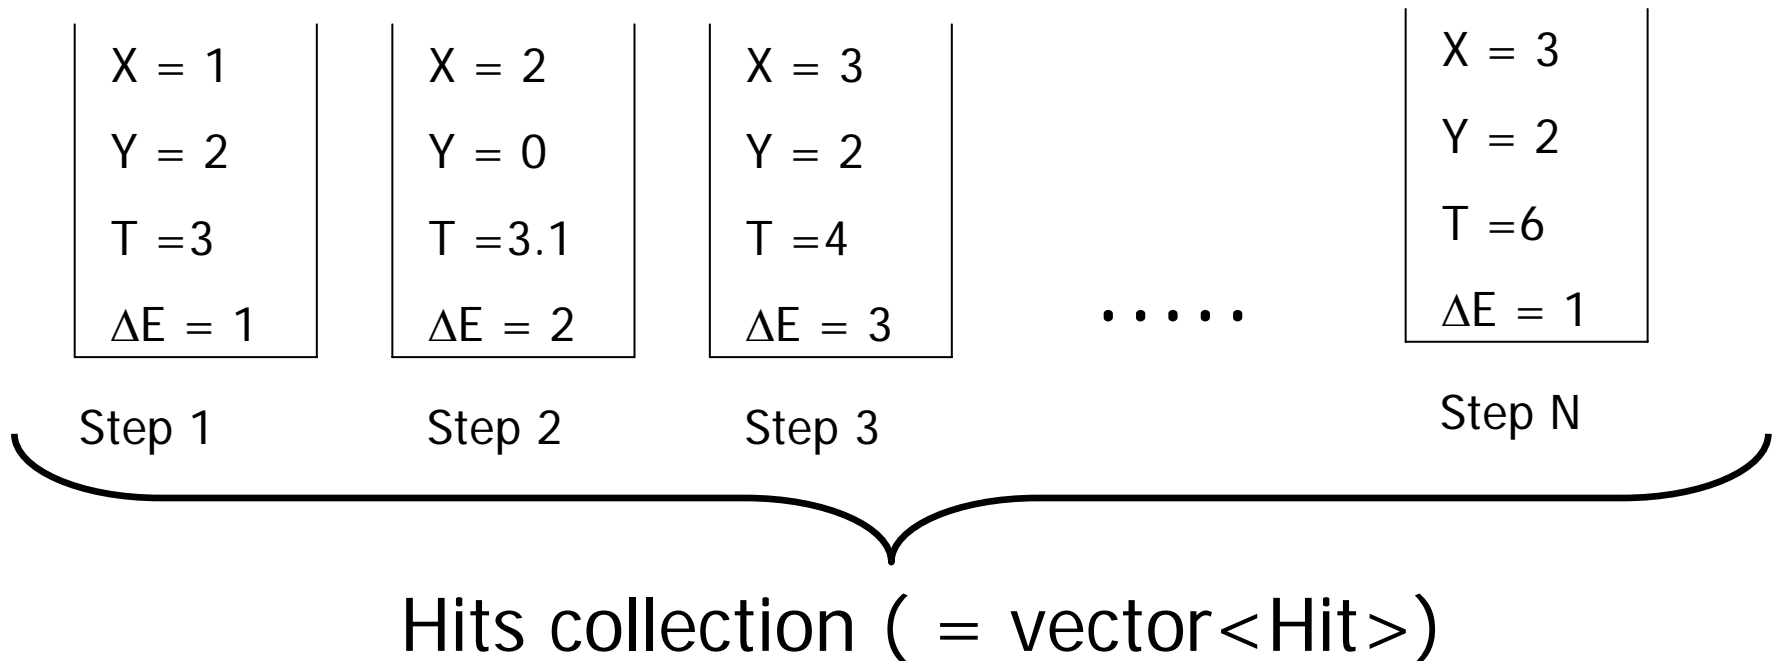 X = 1
Y = 2
T =3
ΔE = 1
Step 1
X = 2
Y = 0
T =3.1
ΔE = 2
Step 2
X = 3
Y = 2
T =4
ΔE = 3
Step 3
.....
X = 3
Y = 2
T =6
ΔE = 1
Step N
Hits collection ( = vector<Hit>)